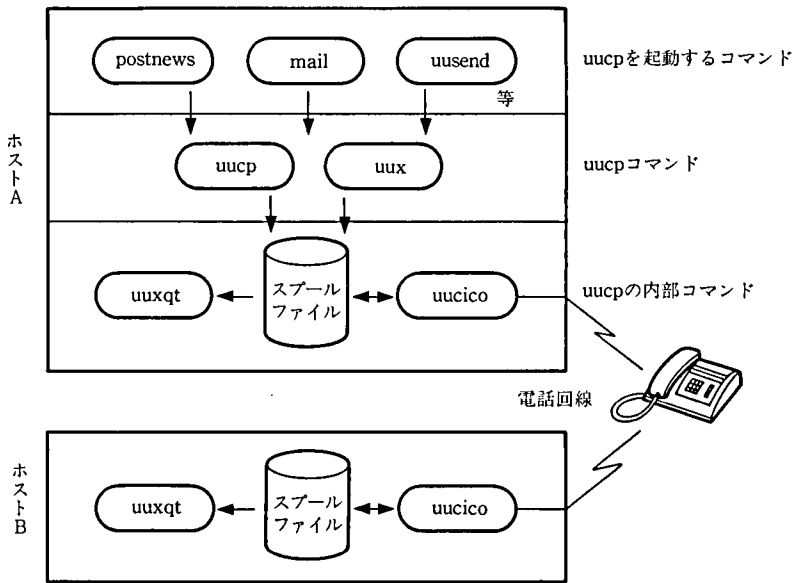 postnews
mail
uusend
等
uucpを起動するコマンド
ホストA
uucp
uux
uucpコマンド
uuxqt
スプール
ファイル
uucico
uucpの内部コマンド
電話回線
ホストB
uuxqt
スプール
ファイル
uucico